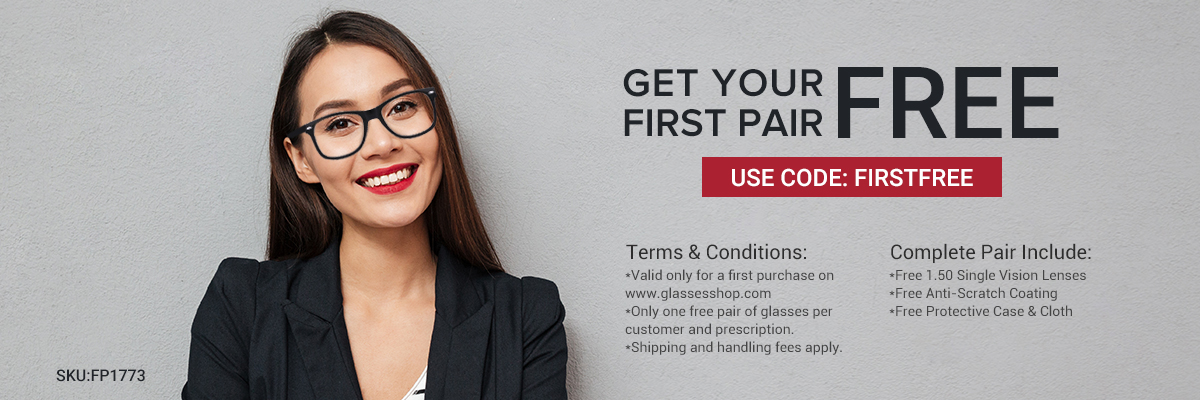 GET YOUR
FIRST PAIR
FREE
USE CODE: FIRSTFREE
Terms & Conditions:
*Valid only for a first purchase on
www.glassesshop.com
*Only one free pair of glasses per
customer and prescription.
*Shipping and handling fees apply.
Complete Pair Include:
*Free 1.50 Single Vision Lenses
*Free Anti-Scratch Coating
*Free Protective Case & Cloth
SKU:FP1773